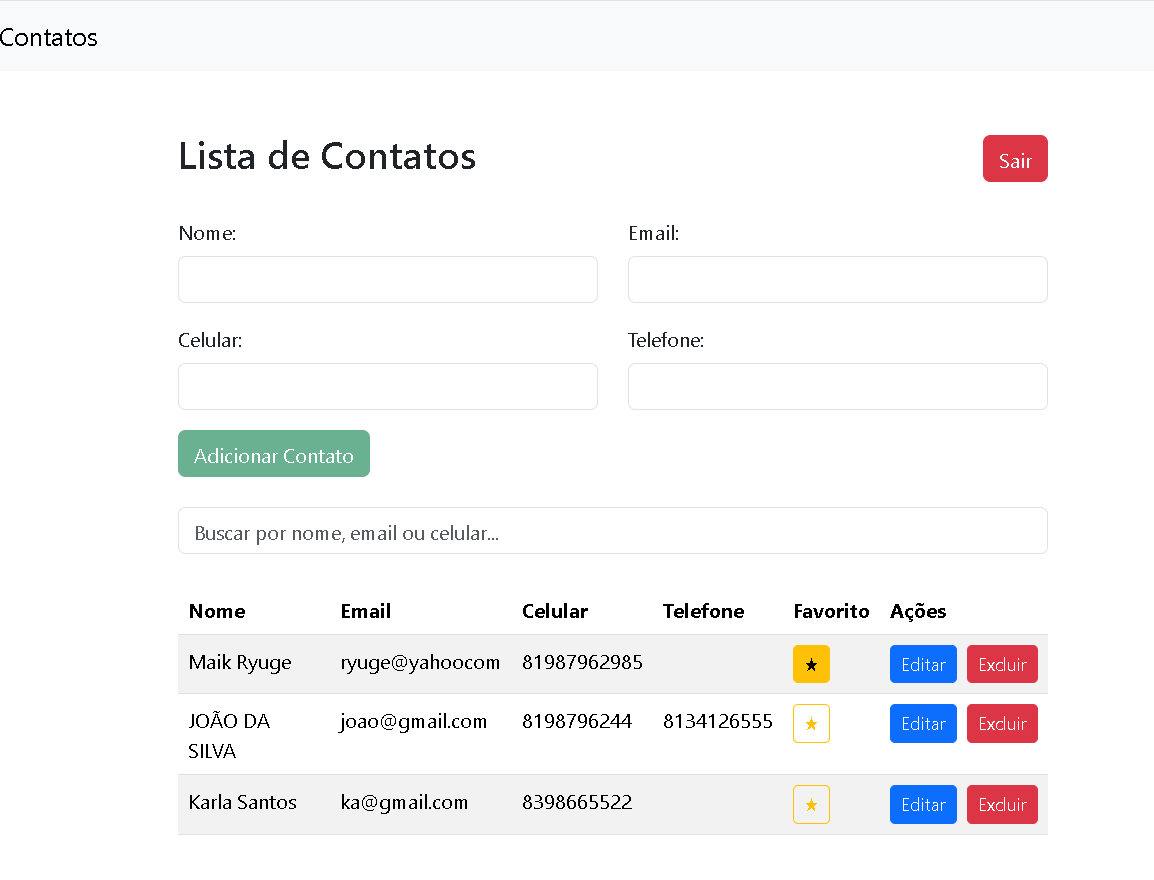 Contatos
Lista de Contatos
Sair
Nome:
Email:
Celular:
Telefone:
Adicionar Contato
Buscar por nome, email ou celular...
Nome Email Celular Telefone Favorito Ações
Maik Ryuge ryuge@yahoocom 81987962985 ★ Editar Excluir
JOÃO DA SILVA joao@gmail.com 8198796244 8134126555 ★ Editar Excluir
Karla Santos ka@gmail.com 8398665522 ★ Editar Excluir